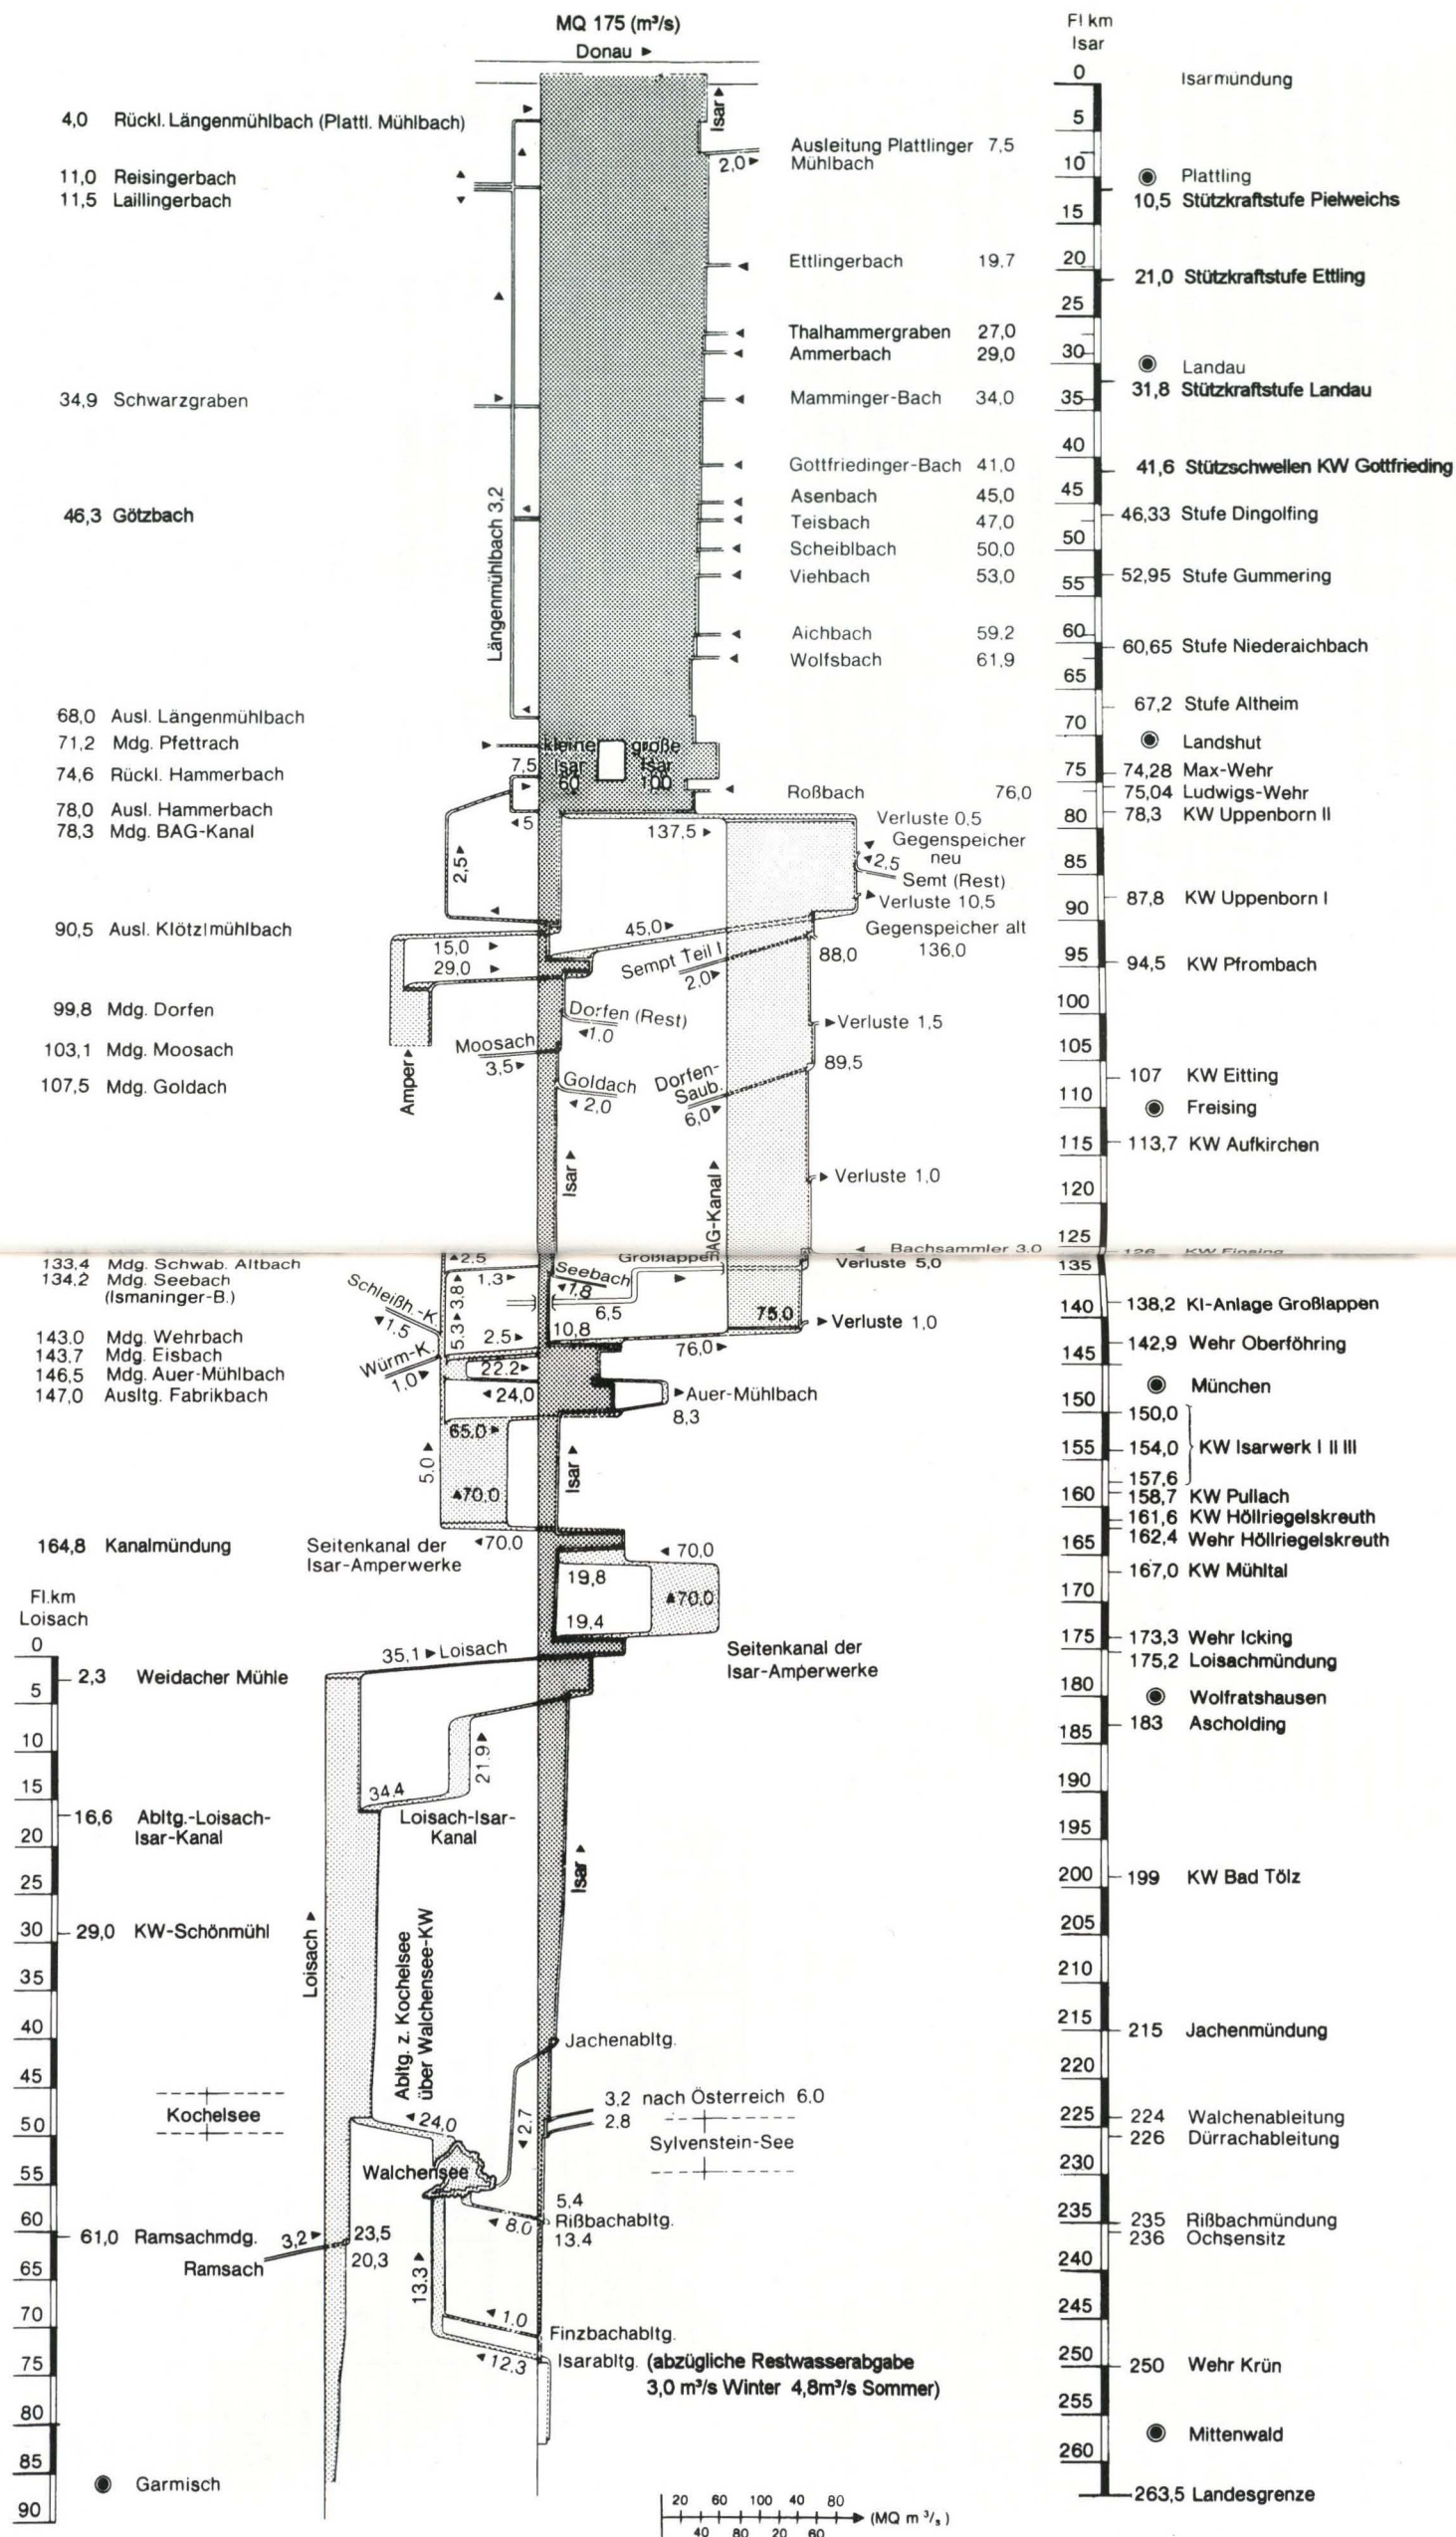 MQ 175 (m³/s)
Donau ►
Fl km
Isar
0 Isarmündung
4,0 Rückl. Längenmühlbach (Plattl. Mühlbach)
Isar
5
Ausleitung Plattlinger 7,5
Mühlbach
2,0
10
11,0 Reisingerbach
Plattling
11,5 Laillingerbach
10,5 Stützkraftstufe Pielweichs
15
Ettlingerbach 19,7
20
21,0 Stützkraftstufe Ettling
25
Thalhammergraben 27,0
Ammerbach 29,0
30
Landau
31,8 Stützkraftstufe Landau
34,9 Schwarzgraben
Mamminger-Bach 34,0
35
40
Gottfriedinger-Bach 41,0
41,6 Stützschwellen KW Gottfrieding
Längenmühlbach 3,2
45
Asenbach 45,0
46,3 Götzbach
46,33 Stufe Dingolfing
Teisbach 47,0
50
Scheiblbach 50,0
Viehbach 53,0
52,95 Stufe Gummering
55
Aichbach 59.2
60
60,65 Stufe Niederaichbach
Wolfsbach 61,9
65
67,2 Stufe Altheim
68,0 Ausl. Längenmühlbach
70
71,2 Mdg. Pfettrach
kleine Isar 60
große Isar 100
Landshut
7,5
74,6 Rückl. Hammerbach
75
74,28 Max-Wehr
Roßbach 76,0
75,04 Ludwigs-Wehr
78,0 Ausl. Hammerbach
78,3 KW Uppenborn II
5
Verluste 0.5
80
78,3 Mdg. BAG-Kanal
137,5
Gegenspeicher
neu
2,5
2,5
85
Semt (Rest)
Verluste 10,5
87,8 KW Uppenborn I
90
90,5 Ausl. Klötzlmühlbach
45,0
Gegenspeicher alt
136,0
15,0
88,0
95
94,5 KW Pfrombach
29,0
Sempt Teil I
2,0
99,8 Mdg. Dorfen
100
Dorfen (Rest)
1,0
Verluste 1,5
103,1 Mdg. Moosach
Moosach
3,5
105
89,5
107,5 Mdg. Goldach
Amper
Goldach
2,0
Dorfen-
Saub.
6,0
107 KW Eitting
110
Freising
115
113,7 KW Aufkirchen
Isar
Verluste 1,0
120
BAG-Kanal
125
Bachsammler 3.0
126 KW Finsing
133,4 Mdg. Schwab. Altbach
2.5
Großlappen
Verluste 5,0
135
134,2 Mdg. Seebach
(Ismaninger-B.)
1,3
Seebach
1,8
6,5
Schleißh.-K.
1,5
5.3
3.8
140
138,2 Kl-Anlage Großlappen
75.0
Verluste 1,0
143.0 Mdg. Wehrbach
2.5
10,8
76,0
142,9 Wehr Oberföhring
143.7 Mdg. Eisbach
145
Würm-K.
1,0
146,5 Mdg. Auer-Mühlbach
22.2
147,0 Ausltg. Fabrikbach
24,0
Auer-Mühlbach
8,3
München
150
150,0
65,0
155
154,0 KW Isarwerk I II III
5.0
Isar
157,6
70.0
160
158,7 KW Pullach
161,6 KW Höllriegelskreuth
162,4 Wehr Höllriegelskreuth
164,8 Kanalmündung
Seitenkanal der
Isar-Amperwerke
70.0
70,0
165
19,8
70.0
167,0 KW Mühltal
170
19,4
Seitenkanal der
Isar-Amperwerke
175
173,3 Wehr Icking
175,2 Loisachmündung
Fl.km
Loisach
0
35,1 ► Loisach
2,3 Weidacher Mühle
5
180
Wolfratshausen
185
183 Ascholding
10
21.9
15
34.4
190
16,6 Abltg.-Loisach-
Isar-Kanal
Loisach-Isar-
Kanal
20
195
Isar
25
200
199 KW Bad Tölz
30
29,0 KW-Schönmühl
205
Loisach
35
210
Abltg. z. Kochelsee
über Walchensee-KW
40
215
Jachenabltg.
215 Jachenmündung
45
220
Kochelsee
24,0
2.7
3,2 nach Österreich 6,0
2.8
225
224 Walchenableitung
50
Sylvenstein-See
226 Dürrachableitung
230
Walchensee
55
5,4
Rißbachabltg.
13.4
8.0
235
235 Rißbachmündung
236 Ochsensitz
60
61,0 Ramsachmdg.
3,2
23,5
20,3
Ramsach
65
240
13.3
245
70
1.0
Finzbachabltg.
12.3
Isarabltg. (abzügliche Restwasserabgabe
3,0 m³/s Winter 4,8m³/s Sommer)
75
250
250 Wehr Krün
255
80
Mittenwald
260
85
Garmisch
263,5 Landesgrenze
90
20 60 100 40 80
(MQ m³/s)
40 80 20 60